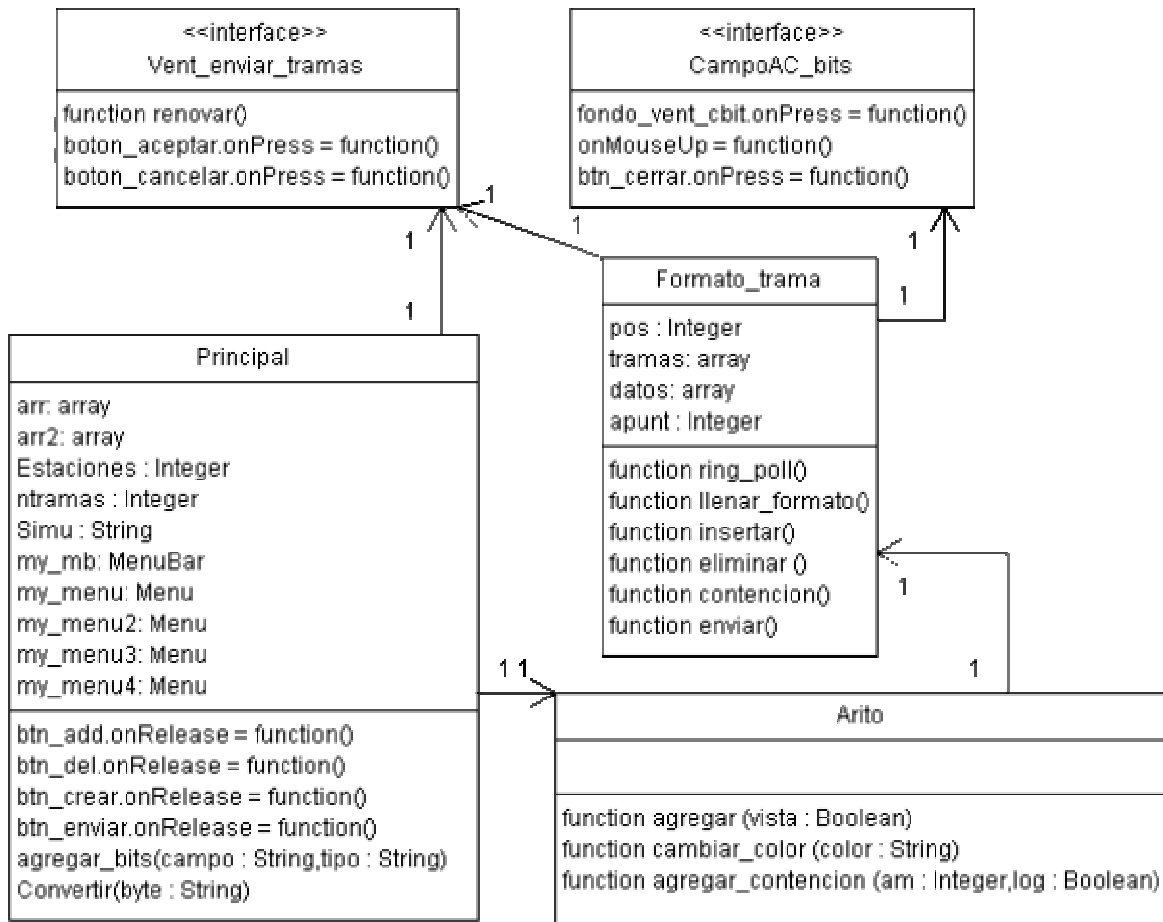 <<interface>>
Vent_enviar_tramas
function renovar()
boton_aceptar.onPress = function()
boton_cancelar.onPress = function()
<<interface>>
CampoAC_bits
fondo_vent_cbit.onPress = function()
onMouseUp = function()
btn_cerrar.onPress = function()
1
1
1
1
1
1
Formato_trama
pos : Integer
tramas: array
datos: array
apunt : Integer
function ring_poll()
function llenar_formato()
function insertar()
function eliminar ()
function contencion()
function enviar()
Principal
arr: array
arr2: array
Estaciones : Integer
ntramas : Integer
Simu : String
my_mb: MenuBar
my_menu: Menu
my_menu2: Menu
my_menu3: Menu
my_menu4: Menu
btn_add.onRelease = function()
btn_del.onRelease = function()
btn_crear.onRelease = function()
btn_enviar.onRelease = function()
agregar_bits(campo : String,tipo : String)
Convertir(byte : String)
1
1 1
1
Arito
function agregar (vista : Boolean)
function cambiar_color (color : String)
function agregar_contencion (am : Integer,log : Boolean)